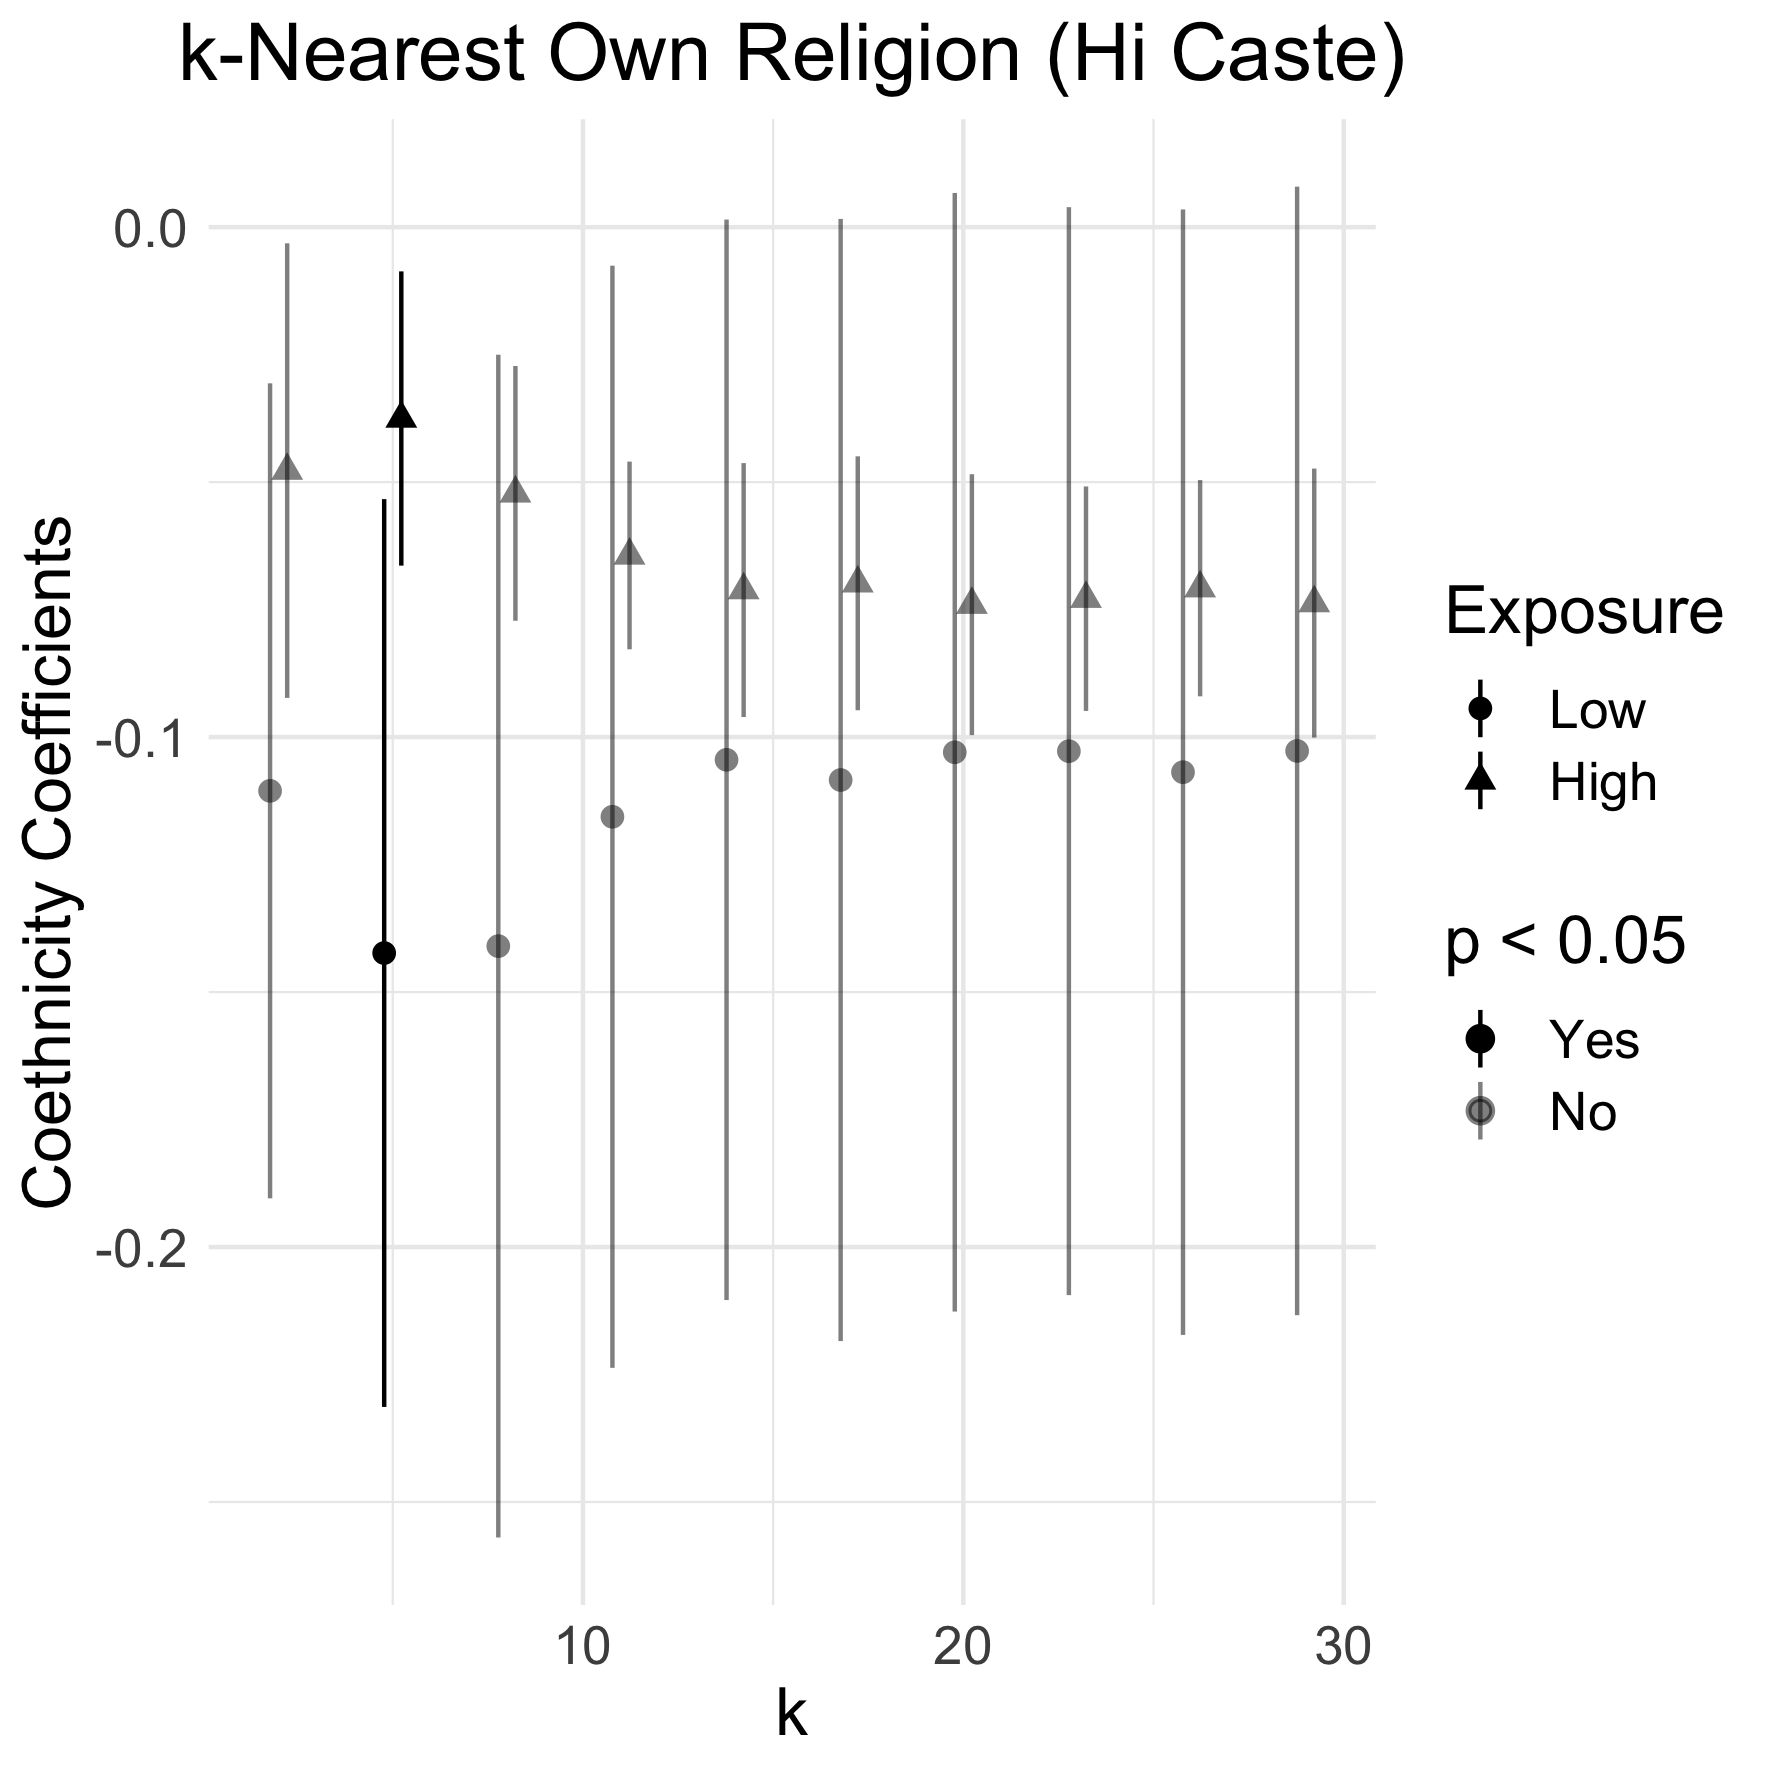 k-Nearest Own Religion (Hi Caste)
Coethnicity Coefficients
0.0
-0.1
-0.2
10 20 30
k
Exposure
Low
High
p < 0.05
Yes
No